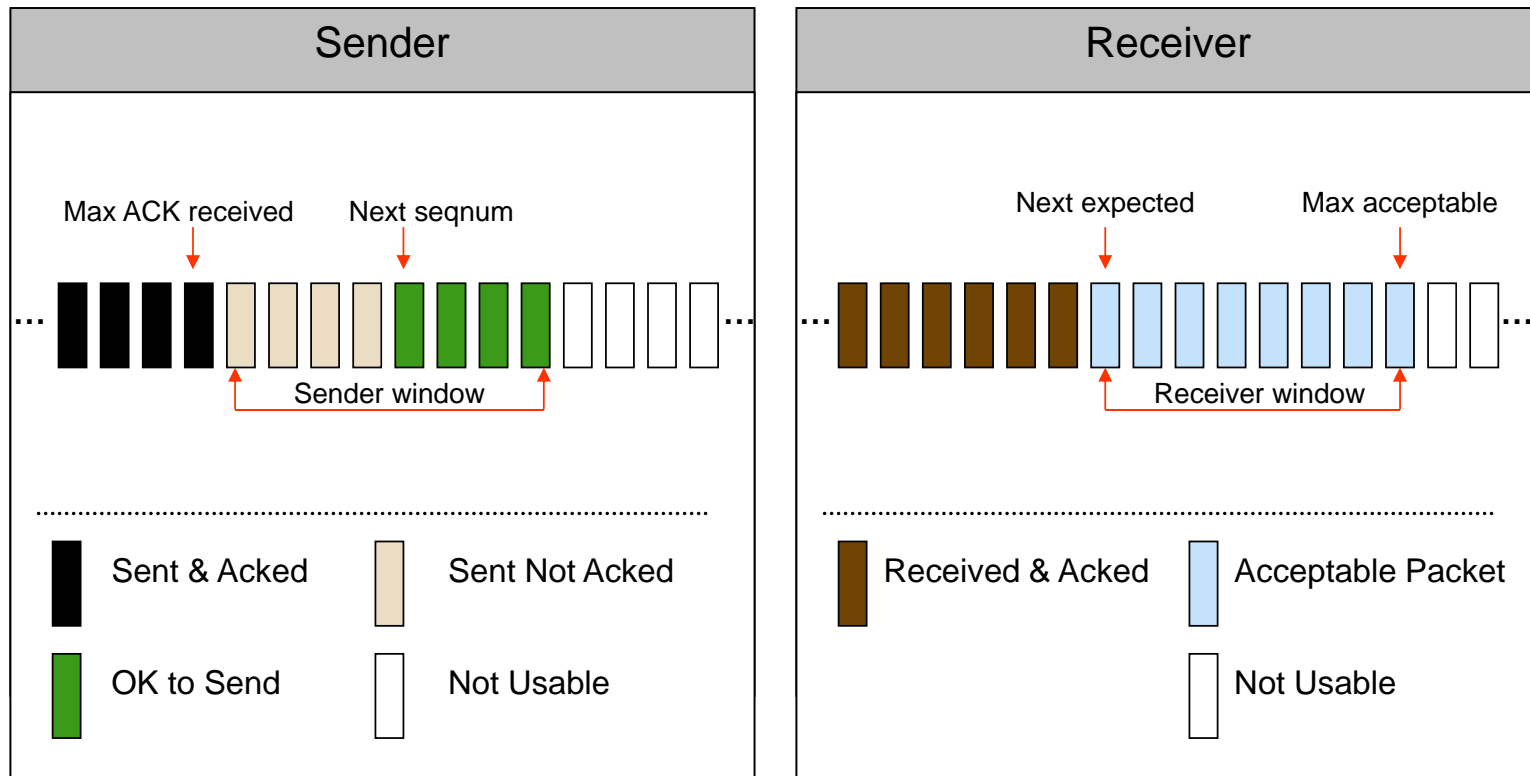 Sender
Max ACK received
Next seqnum
...
...
Sender window
Sent & Acked
Sent Not Acked
OK to Send
Not Usable
Receiver
Next expected
Max acceptable
...
...
Receiver window
Received & Acked
Acceptable Packet
Not Usable